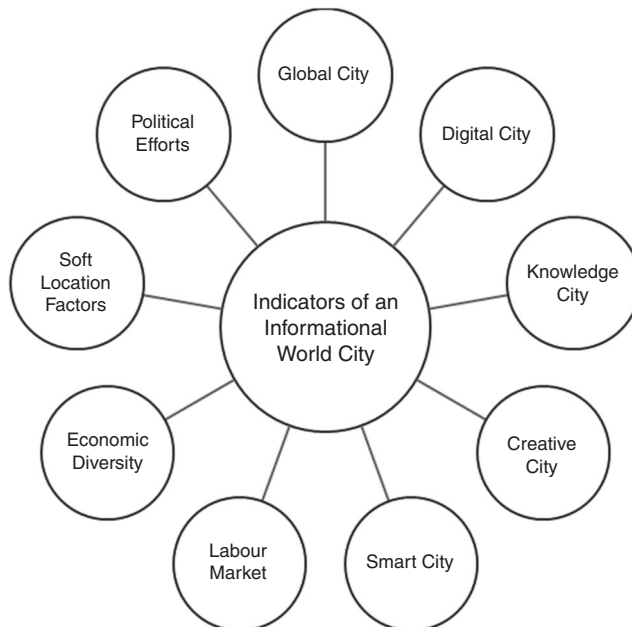 Global City
Digital City
Knowledge
City
Creative
City
Smart City
Labour
Market
Economic
Diversity
Soft
Location
Factors
Political
Efforts
Indicators of an
Informational
World City